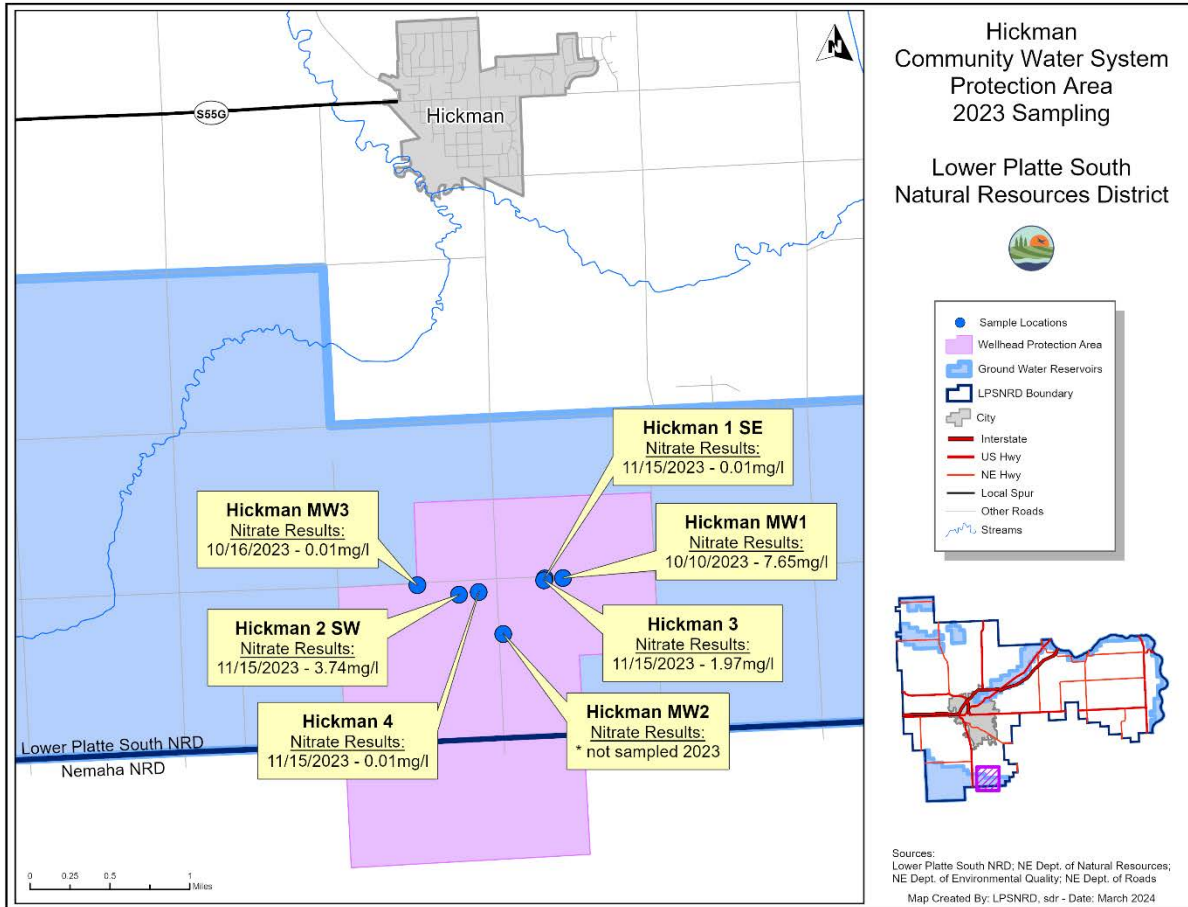 Hickman
Community Water System
Protection Area
2023 Sampling
Lower Platte South
Natural Resources District
S55G
Hickman
N
Hickman 1 SE
Nitrate Results:
11/15/2023 - 0.01mg/l
Hickman MW3
Nitrate Results:
10/16/2023 - 0.01mg/l
Hickman MW1
Nitrate Results:
10/10/2023 - 7.65mg/l
Hickman 2 SW
Nitrate Results:
11/15/2023 - 3.74mg/l
Hickman 3
Nitrate Results:
11/15/2023 - 1.97mg/l
Hickman 4
Nitrate Results:
11/15/2023 - 0.01mg/l
Hickman MW2
Nitrate Results:
* not sampled 2023
Lower Platte South NRD
Nemaha NRD
0 0.25 0.5 1
Miles
Sample Locations
Wellhead Protection Area
Ground Water Reservoirs
LPSNRD Boundary
City
Interstate
US Hwy
NE Hwy
Local Spur
Other Roads
Streams
Sources:
Lower Platte South NRD; NE Dept. of Natural Resources;
NE Dept. of Environmental Quality; NE Dept. of Roads
Map Created By: LPSNRD, sdr - Date: March 2024